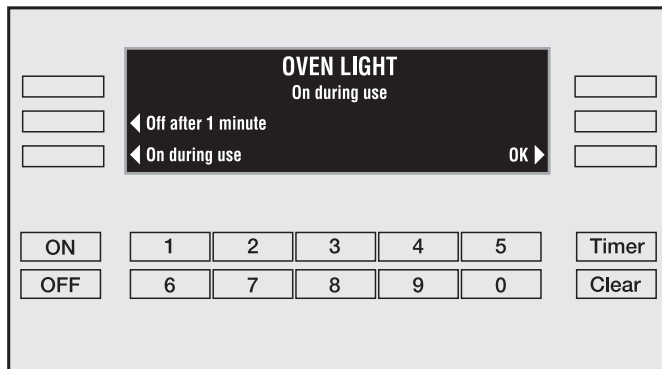 OVEN LIGHT
On during use
Off after 1 minute
On during use OK
ON 1 2 3 4 5 Timer
OFF 6 7 8 9 0 Clear